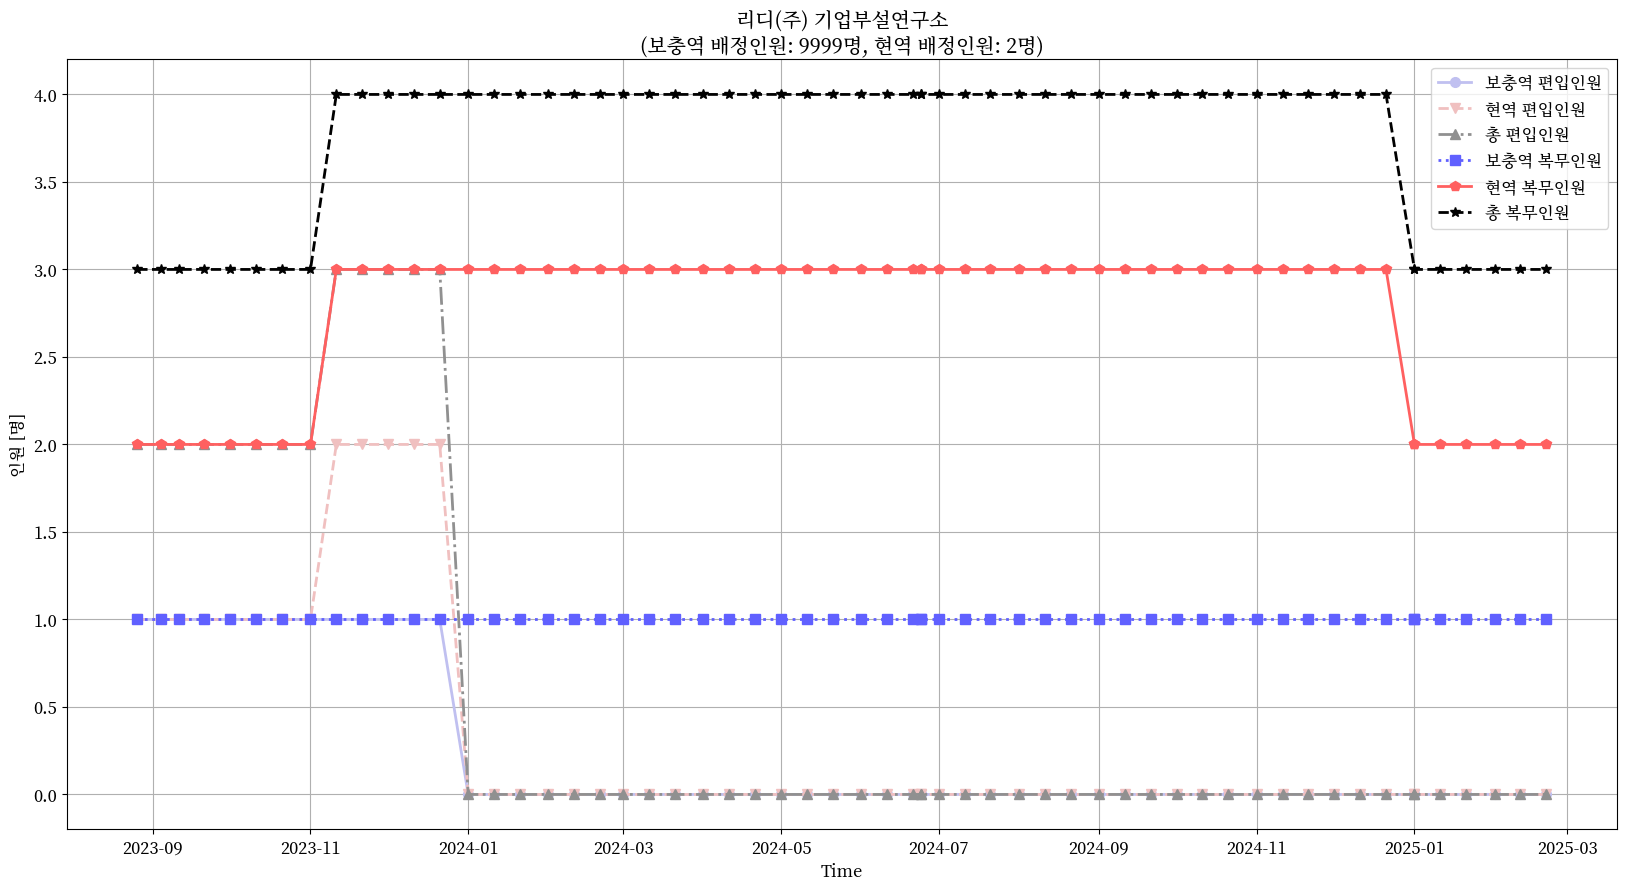 리디(주) 기업부설연구소
(보충역 배정인원: 9999명, 현역 배정인원: 2명)
보충역 편입인원
현역 편입인원
총 편입인원
보충역 복무인원
현역 복무인원
총 복무인원
인원 [명]
4.0
3.5
3.0
2.5
2.0
1.5
1.0
0.5
0.0
2023-09
2023-11
2024-01
2024-03
2024-05
2024-07
2024-09
2024-11
2025-01
2025-03
Time